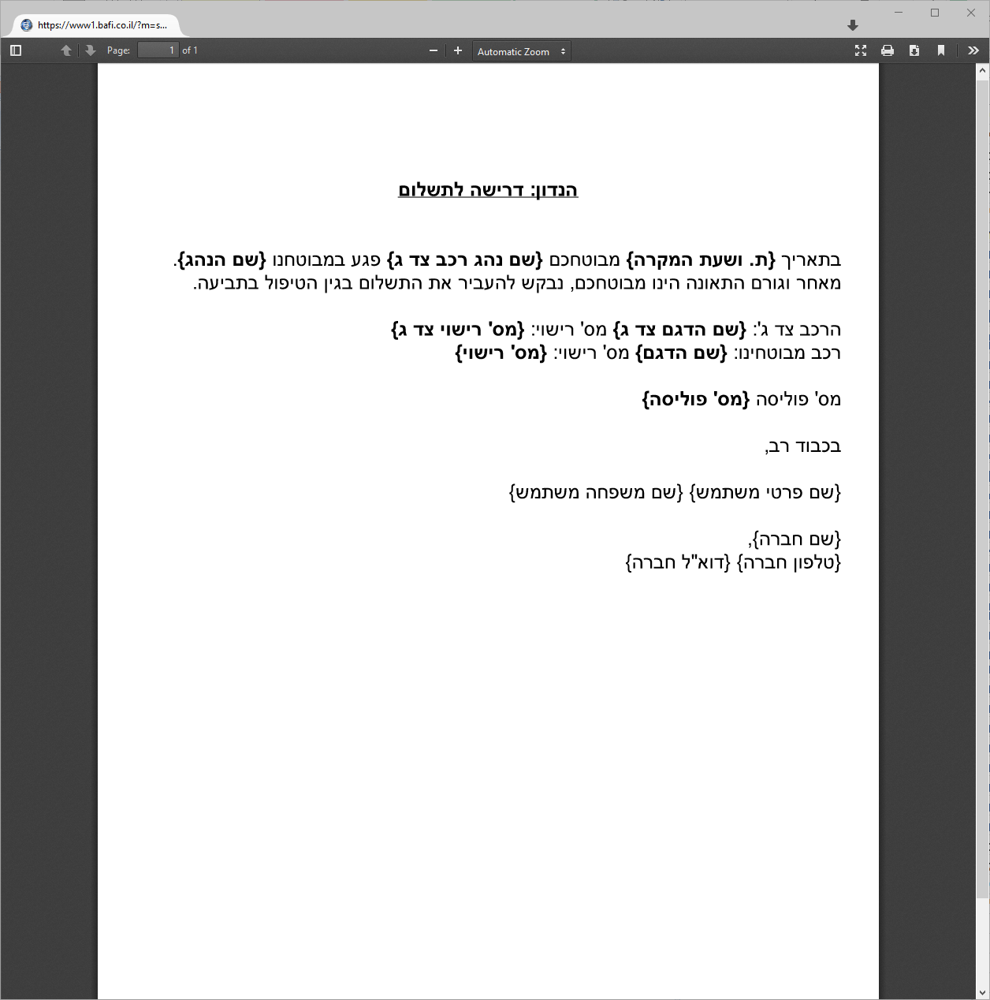 https://www1.bafi.co.il/?m=s...
Page: 1 of 1
Automatic Zoom
הנדון: דרישה לתשלום
בתאריך {ת. ושעת המקרה} מבוטחכם {שם נהג רכב צד ג} פגע במבוטחנו {שם הנהג}.
מאחר וגורם התאונה הינו מבוטחכם, נבקש להעביר את התשלום בגין הטיפול בתביעה.
הרכב צד ג': {שם הדגם צד ג} מס' רישוי: {מס' רישוי צד ג}
רכב מבוטחינו: {שם הדגם} מס' רישוי: {מס' רישוי}
מס' פוליסה {מס' פוליסה}
בכבוד רב,
{שם פרטי משתמש} {שם משפחה משתמש}
{שם חברה},
{טלפון חברה} {דוא"ל חברה}